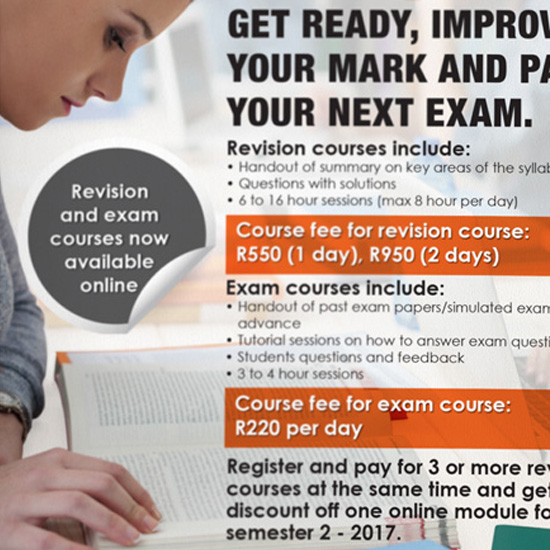 GET READY, IMPROV
YOUR MARK AND PA
YOUR NEXT EXAM.
Revision courses include:
• Handout of summary on key areas of the syllab
• Questions with solutions
• 6 to 16 hour sessions (max 8 hour per day)
Revision
and exam
courses now
available
online
Course fee for revision course:
R550 (1 day), R950 (2 days)
Exam courses include:
• Handout of past exam papers/simulated exam
advance
• Tutorial sessions on how to answer exam questi
• Students questions and feedback
• 3 to 4 hour sessions
Course fee for exam course:
R220 per day
Register and pay for 3 or more re
courses at the same time and get
discount off one online module fo
semester 2 - 2017.